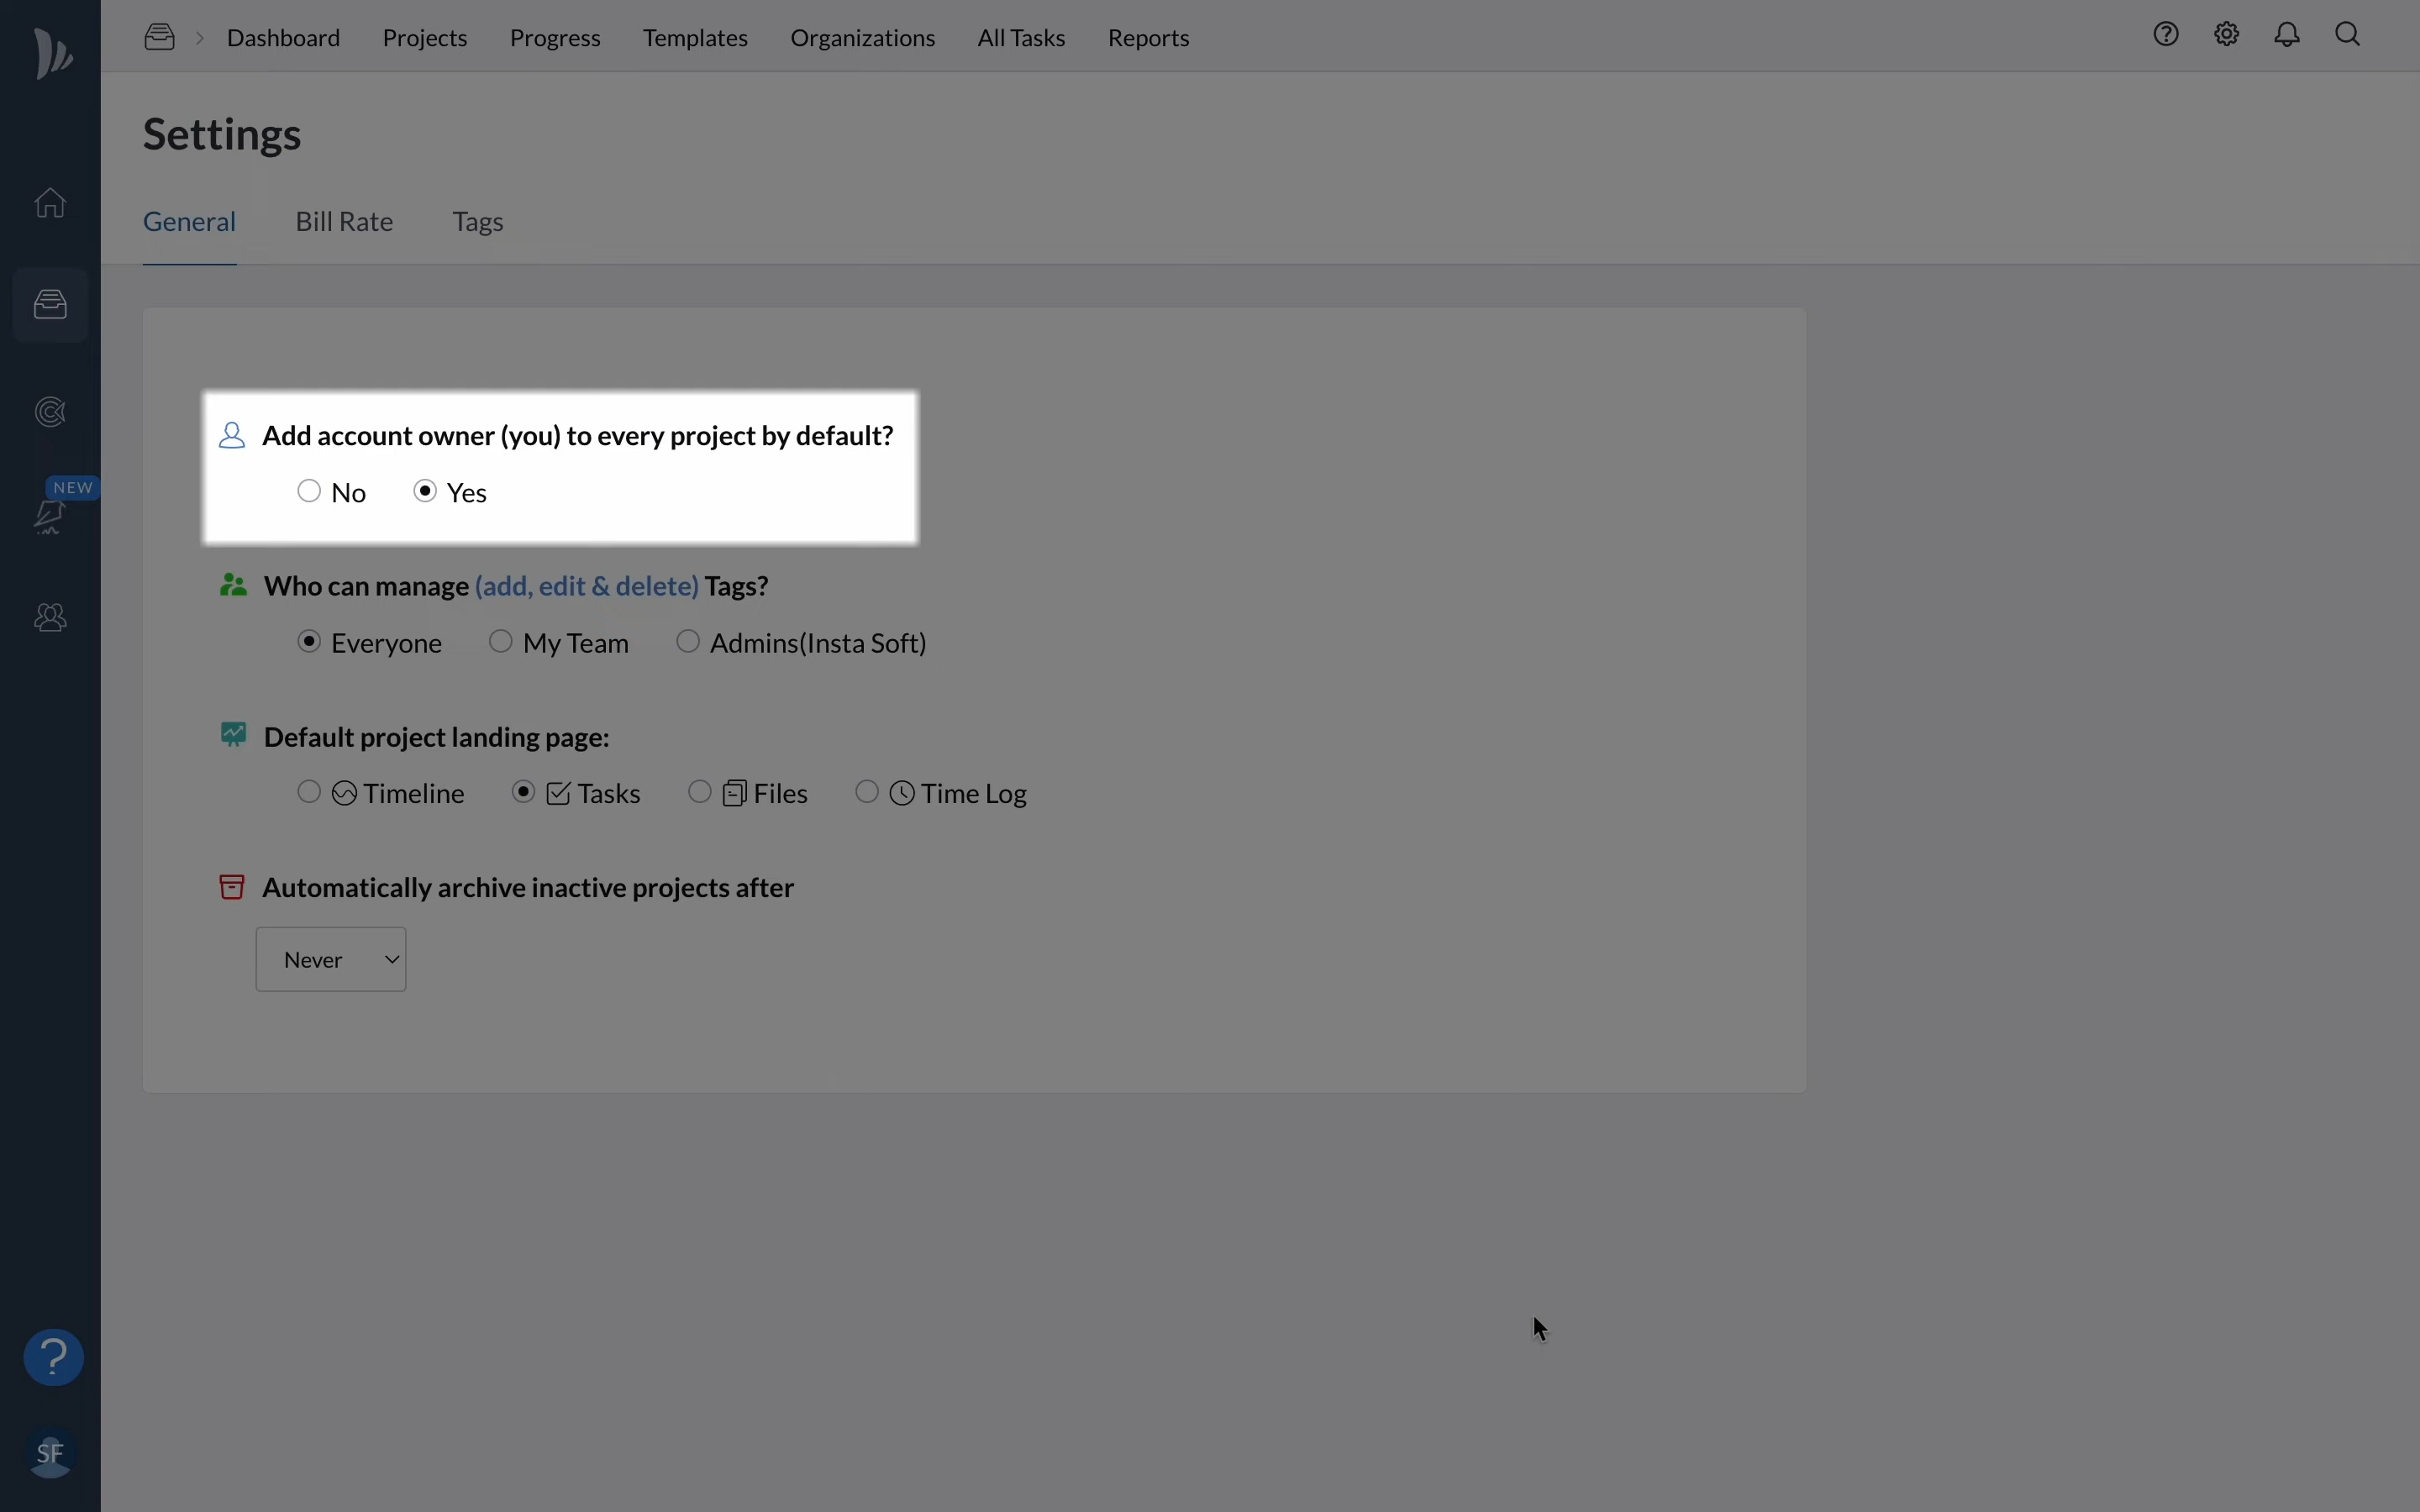 Dashboard Projects Progress Templates Organizations All Tasks Reports
Settings
General Bill Rate Tags
Add account owner (you) to every project by default?
No Yes
NEW
Who can manage (add, edit & delete) Tags?
Everyone My Team Admins(Insta Soft)
Default project landing page:
Timeline Tasks Files Time Log
Automatically archive inactive projects after
Never
?
SF